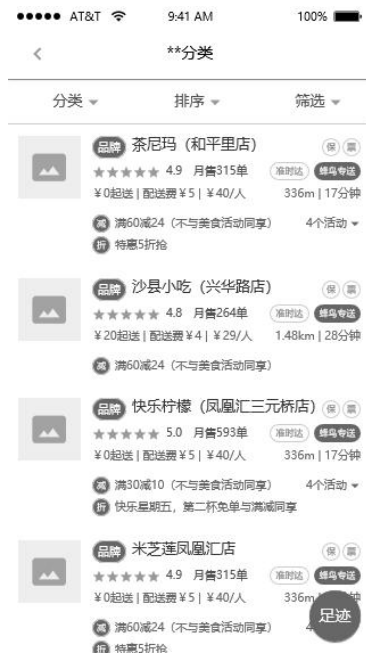 AT&T 9:41 AM 100%
**分类
分类 排序 筛选
品牌 茶尼玛（和平里店） 保 票
4.9 月售315单 准时达 蜂鸟专送
¥0起送 | 配送费¥5 | ¥40/人 336m | 17分钟
减 满60减24（不与美食活动同享） 4个活动
折 特惠5折抢
品牌 沙县小吃（兴华路店） 保 票
4.8 月售264单 准时达 蜂鸟专送
¥20起送 | 配送费¥4 | ¥29/人 1.48km | 28分钟
减 满60减24（不与美食活动同享）
品牌 快乐柠檬（凤凰汇三元桥店） 保 票
5.0 月售593单 准时达 蜂鸟专送
¥0起送 | 配送费¥5 | ¥40/人 336m | 17分钟
减 满30减10（不与美食活动同享） 4个活动
折 快乐星期五，第二杯免单与满减同享
品牌 米芝莲凤凰汇店 保 票
4.9 月售315单 准时达 蜂鸟专送
¥0起送 | 配送费¥5 | ¥40/人 336m 钟
足迹
减 满60减24（不与美食活动同享） 4
折 特惠5折抢